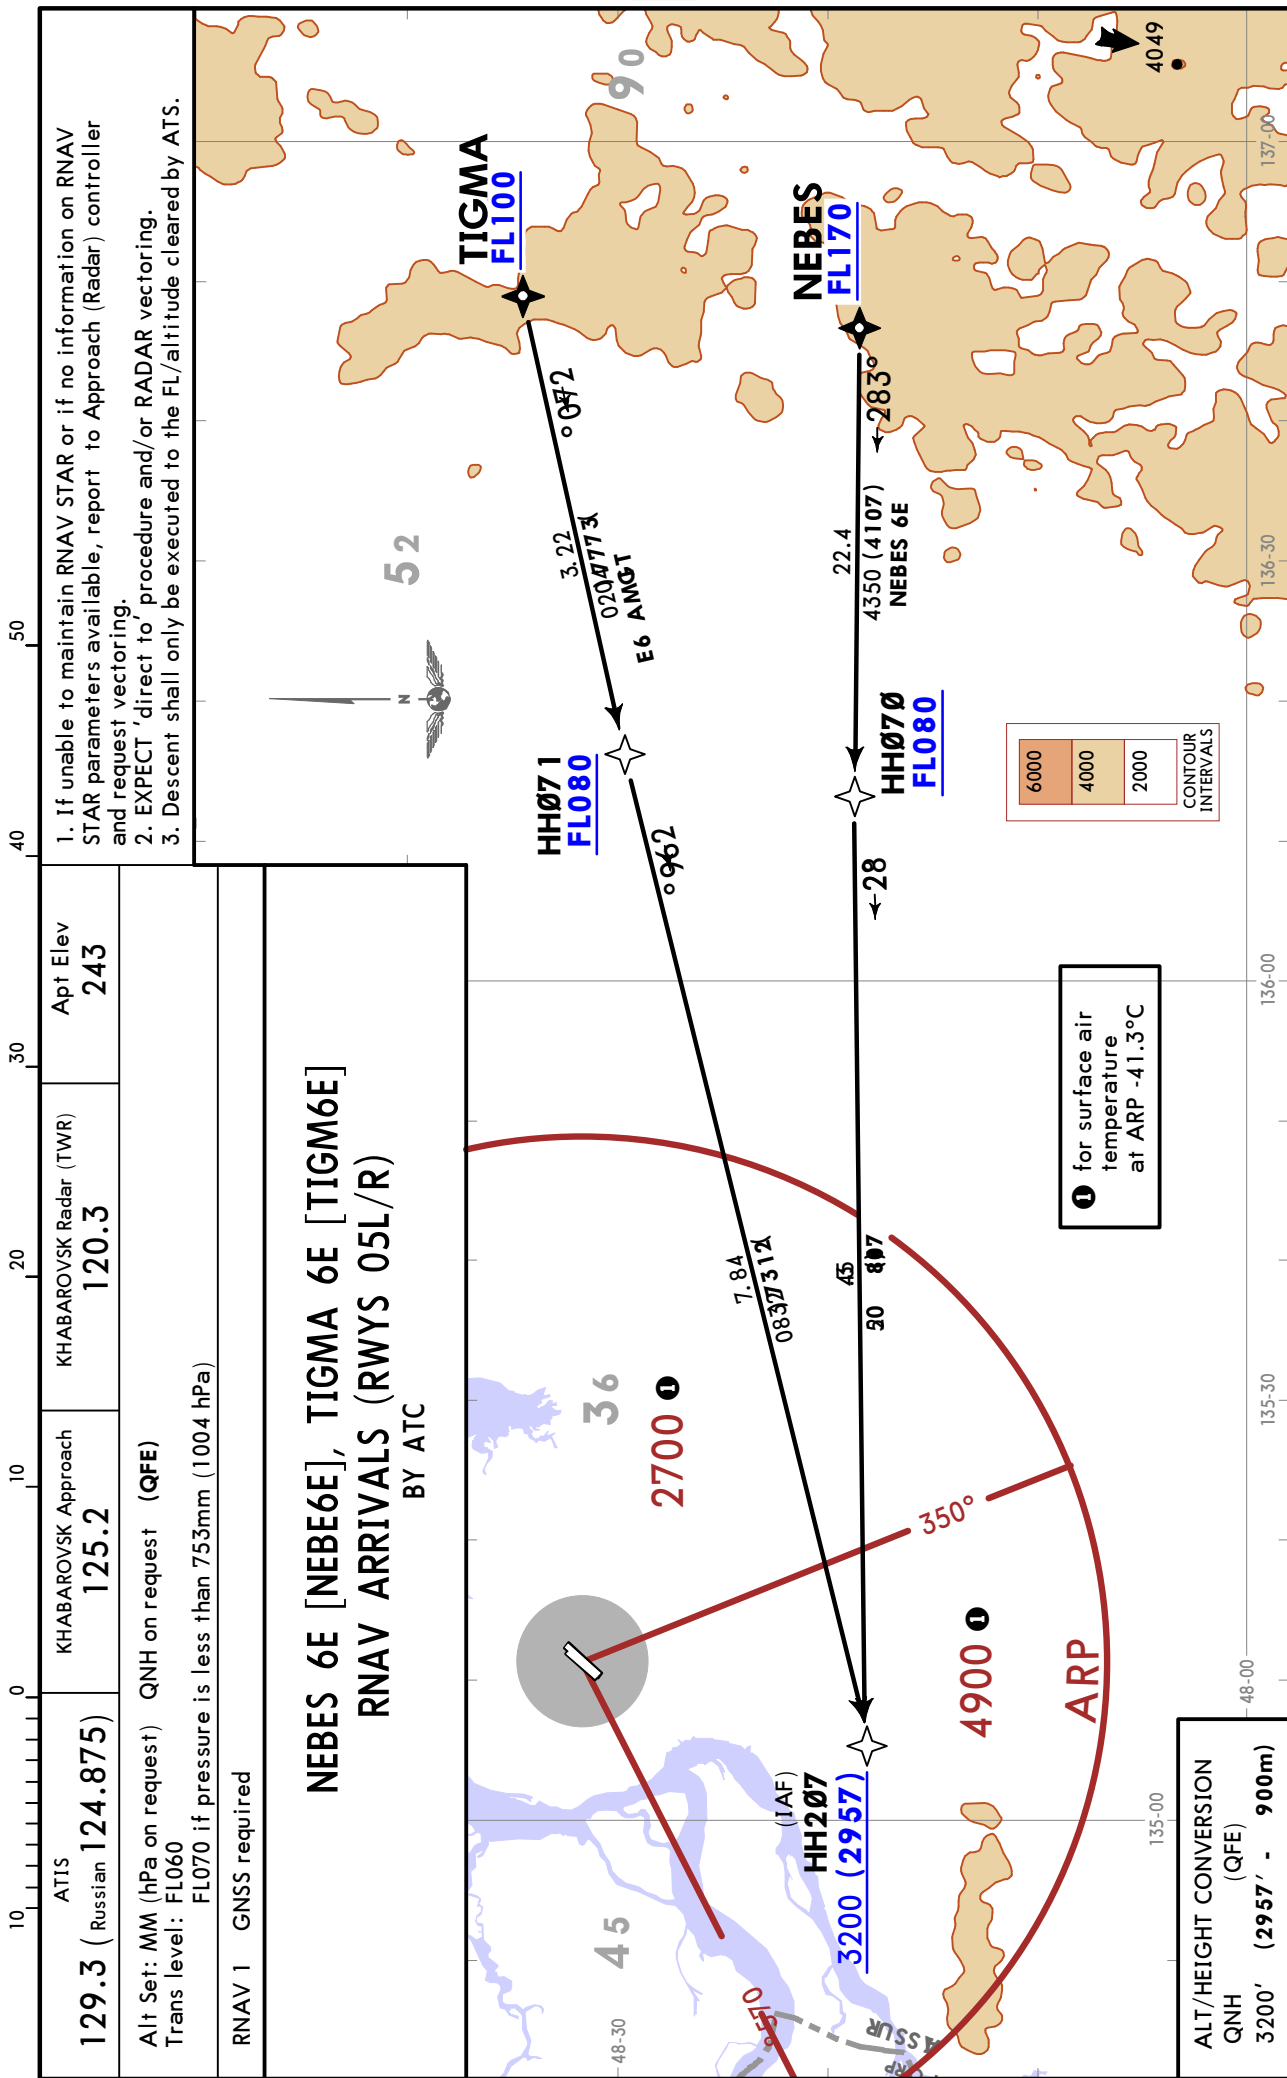 10 0 10 20 30 40 50
ATIS
129.3 (Russian 124.875)
KHABAROVSK Approach
125.2
KHABAROVSK Radar (TWR)
120.3
Apt Elev
243
Alt Set: MM (hPa on request) QNH on request (QFE)
Trans level: FL060
FL070 if pressure is less than 753mm (1004 hPa)
RNAV 1 GNSS required
1. If unable to maintain RNAV STAR or if no information on RNAV
STAR parameters available, report to Approach (Radar) controller
and request vectoring.
2. EXPECT 'direct to' procedure and/or RADAR vectoring.
3. Descent shall only be executed to the FL/altitude cleared by ATS.
NEBES 6E [NEBE6E], TIGMA 6E [TIGM6E]
RNAV ARRIVALS (RWYS 05L/R)
BY ATC
N
52
90
TIGMA
FL100
HHØ71
FL080
NEBES
FL170
283°
22.4
4350 (4107)
NEBES 6E
HHØ7Ø
FL080
28
36
2700 ❶
350°
45
48-30
(IAF)
HH2Ø7
3200 (2957)
4900 ❶
ARP
4049
137-00
136-30
136-00
135-30
135-00
48-00
6000
4000
2000
CONTOUR
INTERVALS
❶ for surface air
temperature
at ARP -41.3°C
ALT/HEIGHT CONVERSION
QNH (QFE)
3200' (2957' - 900m)